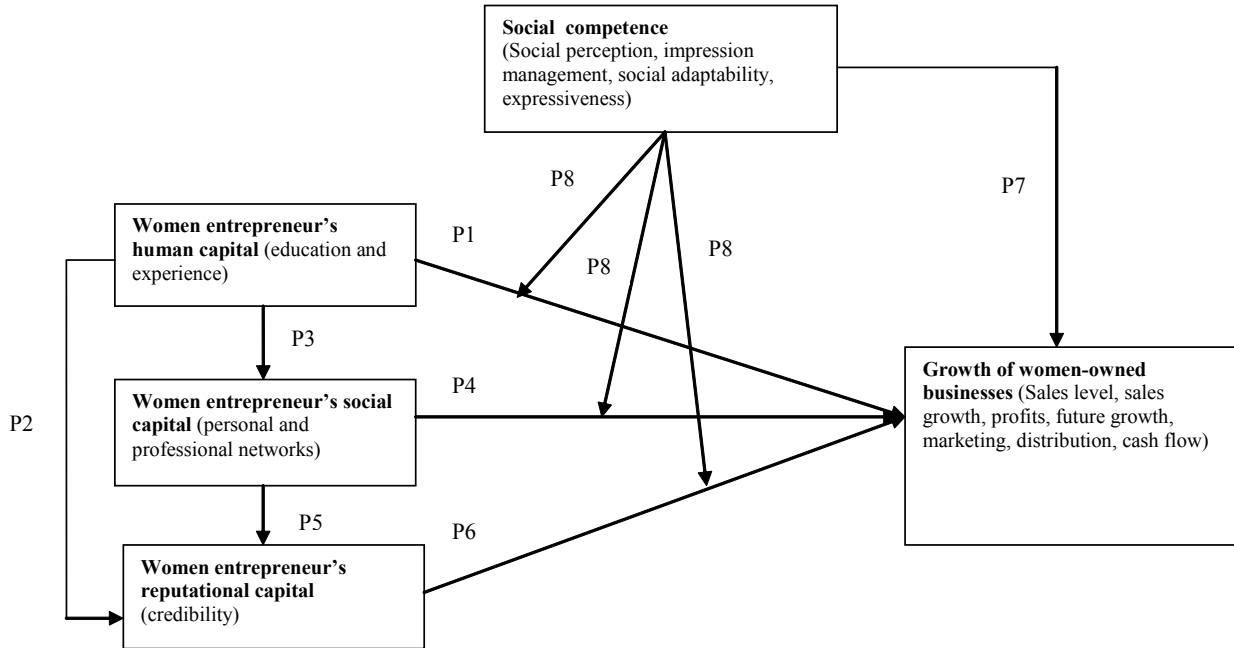 Social competence
(Social perception, impression
management, social adaptability,
expressiveness)
P8
P7
Women entrepreneur’s
human capital (education and
experience)
P1
P8
P8
P3
Women entrepreneur’s social
capital (personal and
professional networks)
P4
Growth of women-owned
businesses (Sales level, sales
growth, profits, future growth,
marketing, distribution, cash flow)
P2
P5
P6
Women entrepreneur’s
reputational capital
(credibility)